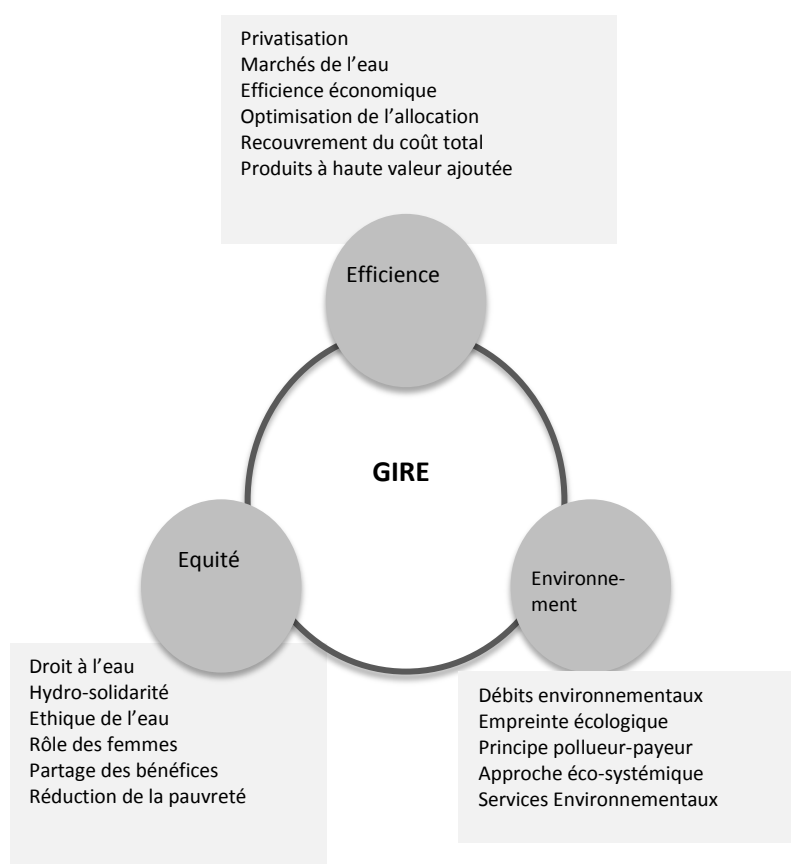 Privatisation
Marchés de l’eau
Efficience économique
Optimisation de l’allocation
Recouvrement du coût total
Produits à haute valeur ajoutée
Efficience
GIRE
Equité
Environne-
ment
Droit à l’eau
Hydro-solidarité
Ethique de l’eau
Rôle des femmes
Partage des bénéfices
Réduction de la pauvreté
Débits environnementaux
Empreinte écologique
Principe pollueur-payeur
Approche éco-systémique
Services Environnementaux